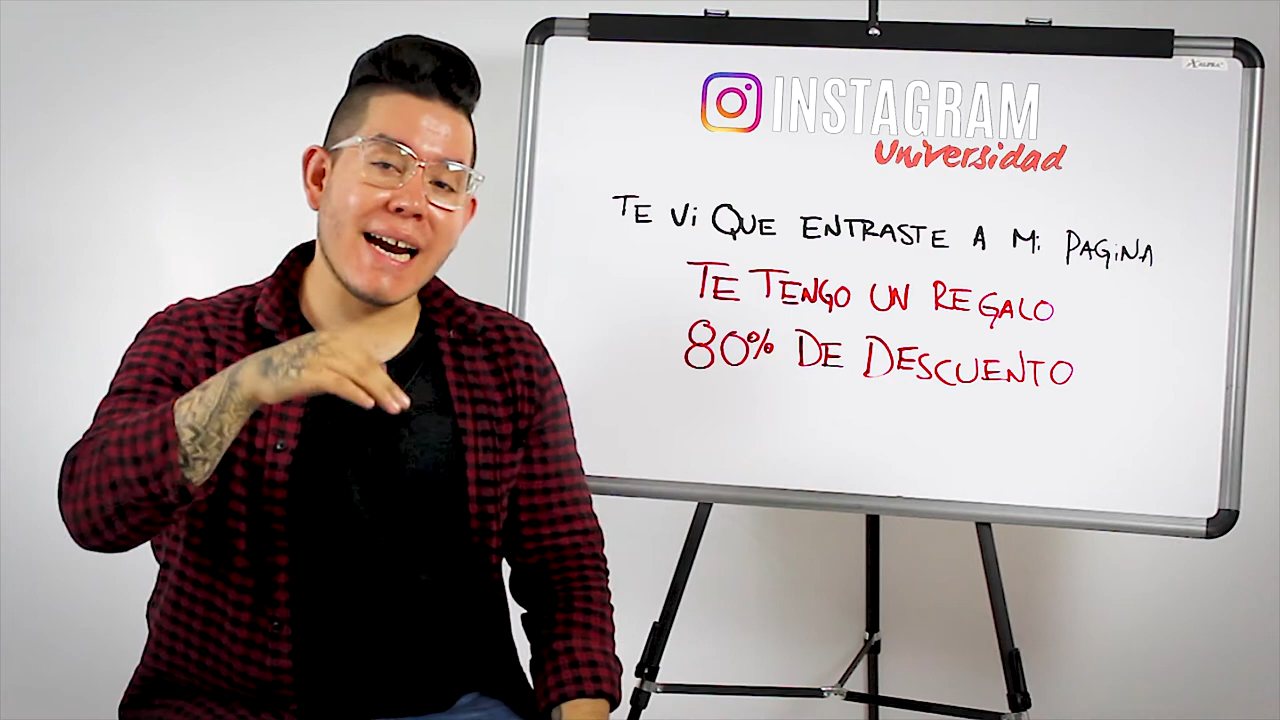 INSTAGRAM
Universidad
TE Vi QUE ENTRASTE A Mi PAGiNA
TE TENGO UN REGALO
80% DE DESCUENTO